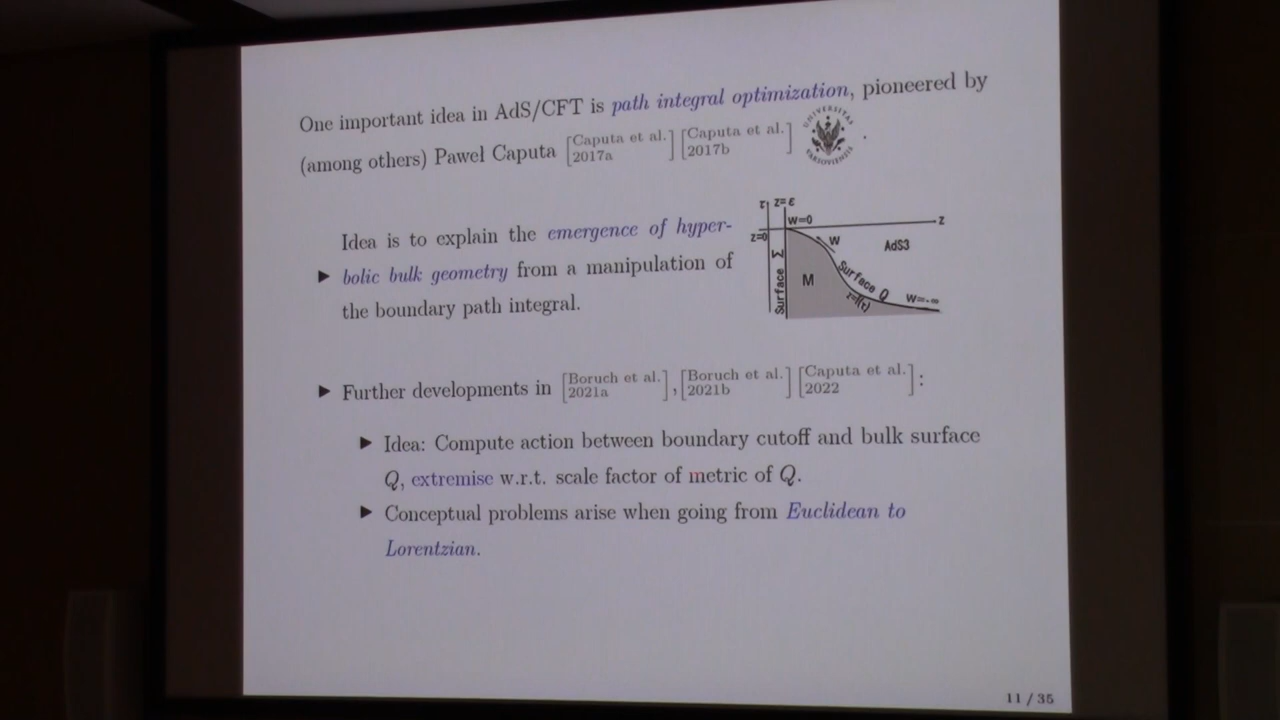 One important idea in AdS/CFT is path integral optimization, pioneered by
(among others) Paweł Caputa [Caputa et al. 2017a] [Caputa et al. 2017b]
UNIVERSITAS VARSOVIENSIS
Idea is to explain the emergence of hyper-
▶ bolic bulk geometry from a manipulation of
the boundary path integral.
τ z=ε
w=0
z
z=0
W
AdS3
Surface Σ
M
Surface Q
z=f(τ)
W=-∞
▶ Further developments in [Boruch et al. 2021a], [Boruch et al. 2021b] [Caputa et al. 2022]:
▶ Idea: Compute action between boundary cutoff and bulk surface
Q, extremise w.r.t. scale factor of metric of Q.
▶ Conceptual problems arise when going from Euclidean to
Lorentzian.
11 / 35